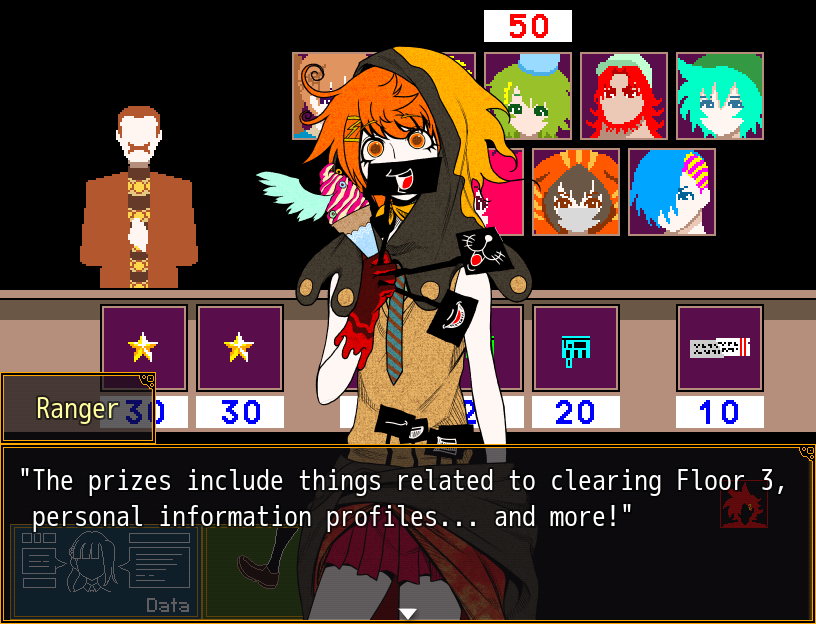 50
30
30
20
10
Ranger
"The prizes include things related to clearing Floor 3,
personal information profiles... and more!"
Data